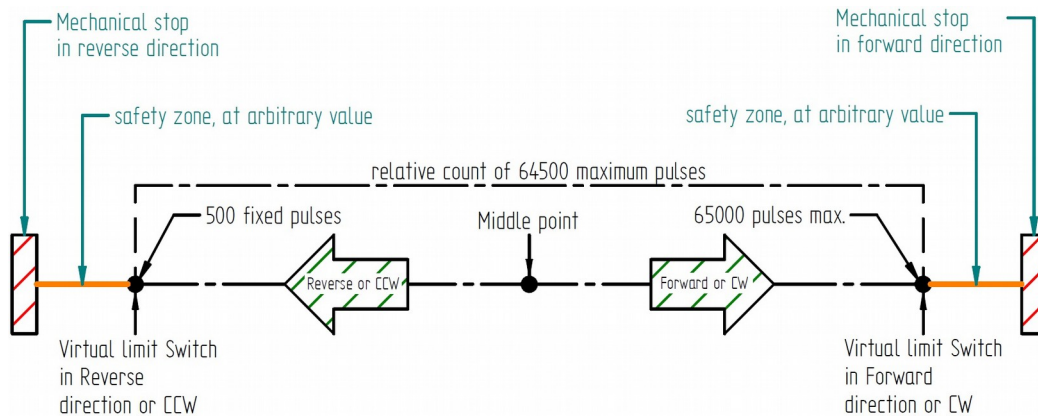 Mechanical stop
in reverse direction
Mechanical stop
in forward direction
safety zone, at arbitrary value
safety zone, at arbitrary value
relative count of 64500 maximum pulses
500 fixed pulses
Middle point
65000 pulses max.
Reverse or CCW
Forward or CW
Virtual limit Switch
in Reverse
direction or CCW
Virtual limit Switch
in Forward
direction or CW